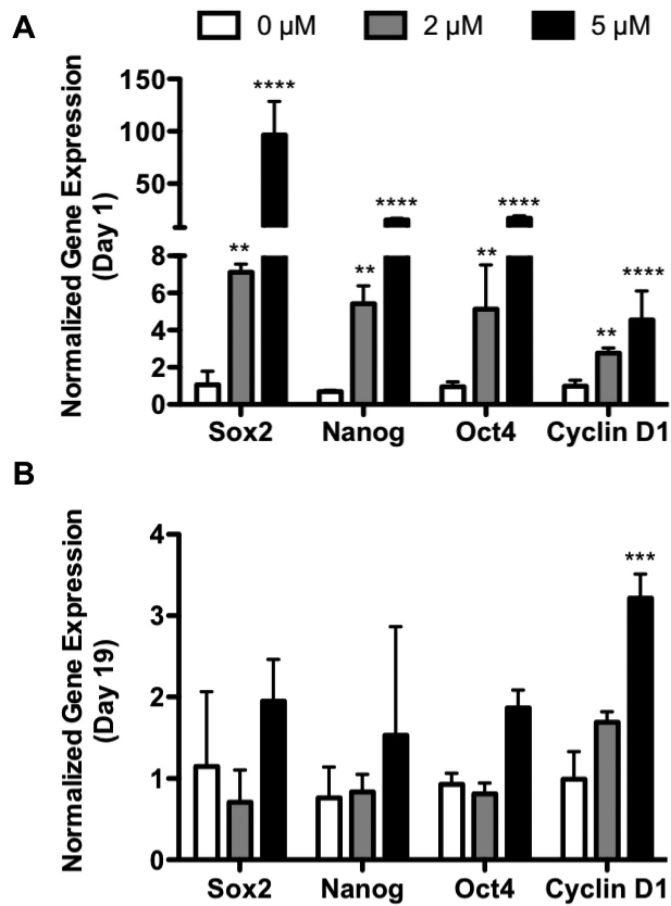 A
0 µM 2 µM 5 µM
Normalized Gene Expression
(Day 1)
150
100
50
8
6
4
2
0
** **** ** **** ** **** ** ****
Sox2 Nanog Oct4 Cyclin D1
B
Normalized Gene Expression
(Day 19)
4
3
2
1
0
***
Sox2 Nanog Oct4 Cyclin D1